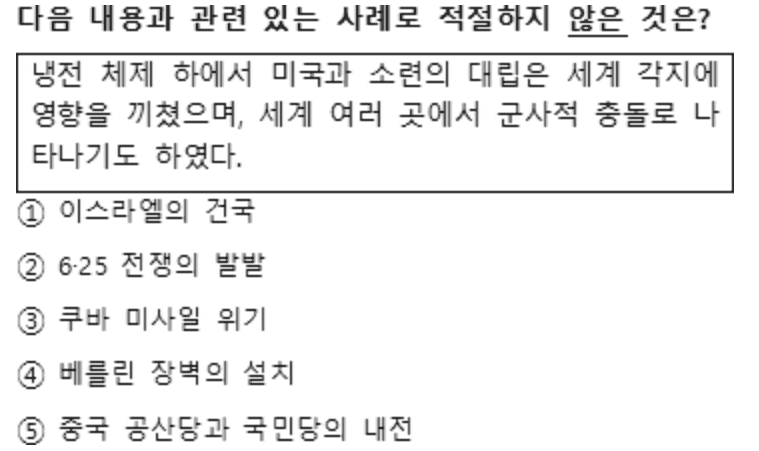 다음 내용과 관련 있는 사례로 적절하지 않은 것은?
냉전 체제 하에서 미국과 소련의 대립은 세계 각지에
영향을 끼쳤으며, 세계 여러 곳에서 군사적 충돌로 나
타나기도 하였다.
① 이스라엘의 건국
② 6·25 전쟁의 발발
③ 쿠바 미사일 위기
④ 베를린 장벽의 설치
⑤ 중국 공산당과 국민당의 내전